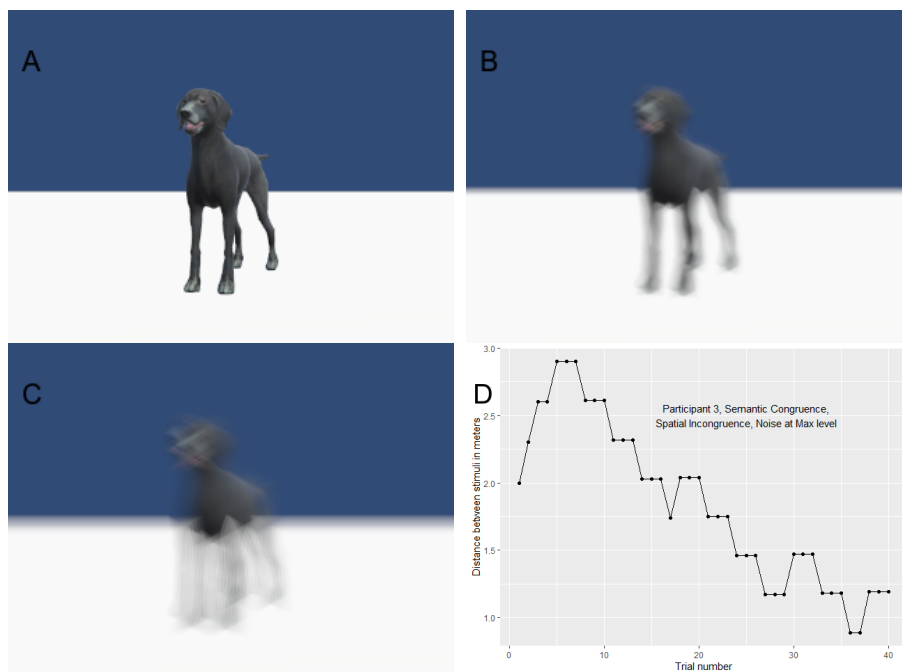 A
B
C
D
Participant 3, Semantic Congruence,
Spatial Incongruence, Noise at Max level
Distance between stimuli in meters
3.0
2.5
2.0
1.5
1.0
0
10
20
30
40
Trial number